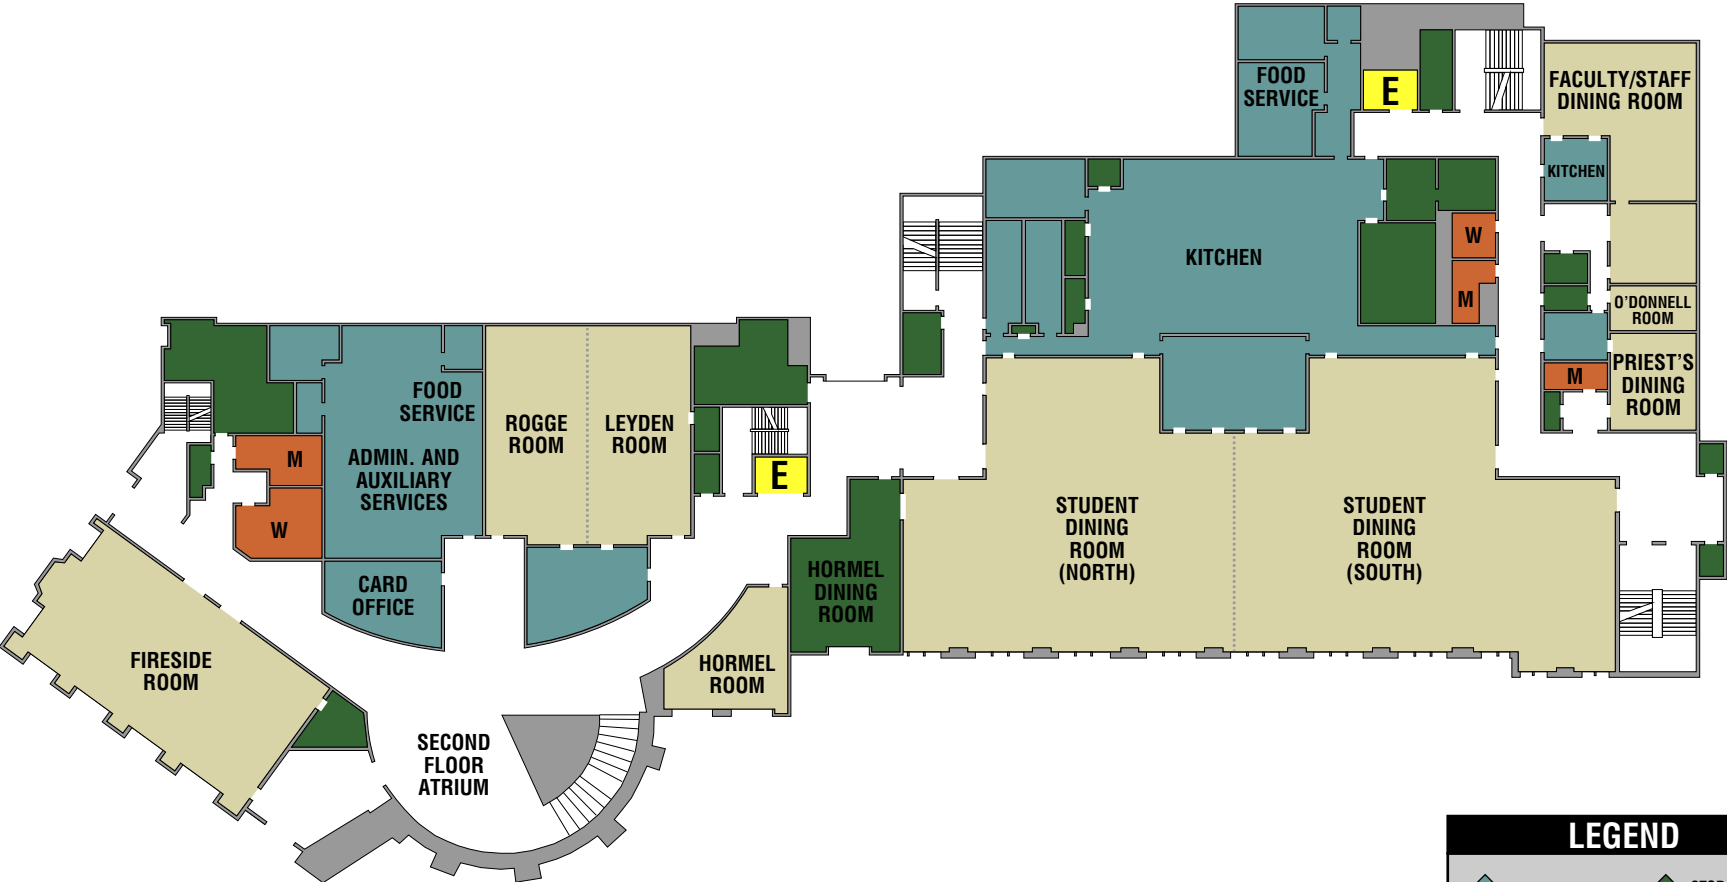 FOOD
SERVICE
E
FACULTY/STAFF
DINING ROOM
KITCHEN
W
KITCHEN
M
O'DONNELL
ROOM
PRIEST'S
DINING
ROOM
M
FOOD
SERVICE
ROGGE
ROOM
LEYDEN
ROOM
M
ADMIN. AND
AUXILIARY
SERVICES
E
W
STUDENT
DINING
ROOM
(NORTH)
STUDENT
DINING
ROOM
(SOUTH)
CARD
OFFICE
HORMEL
DINING
ROOM
FIRESIDE
ROOM
HORMEL
ROOM
SECOND
FLOOR
ATRIUM
LEGEND